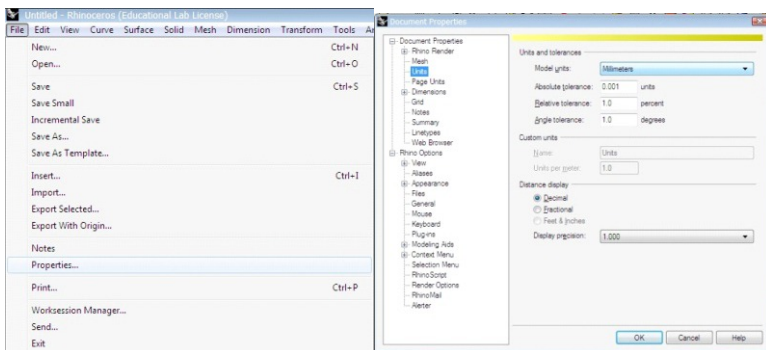 Untitled - Rhinoceros (Educational Lab License)
File Edit View Curve Surface Solid Mesh Dimension Transform Tools
New... Ctrl+N
Open... Ctrl+O
Save Ctrl+S
Save Small
Incremental Save
Save As...
Save As Template...
Insert... Ctrl+I
Import...
Export Selected...
Export With Origin...
Notes
Properties...
Print... Ctrl+P
Worksession Manager...
Send...
Exit
Document Properties
Document Properties
Rhino Render
Mesh
Units
Page Units
Dimensions
Grid
Notes
Summary
Linetypes
Web Browser
Rhino Options
View
Aliases
Appearance
Files
General
Mouse
Keyboard
Plug-ins
Modeling Aids
Context Menu
Selection Menu
RhinoScript
Render Options
RhinoMail
Alerter
Units and tolerances
Model units: Millimeters
Absolute tolerance: 0.001 units
Relative tolerance: 1.0 percent
Angle tolerance: 1.0 degrees
Custom units
Name: Units
Units per meter: 1.0
Distance display
Decimal
Fractional
Feet & Inches
Display precision: 1.000
OK Cancel Help